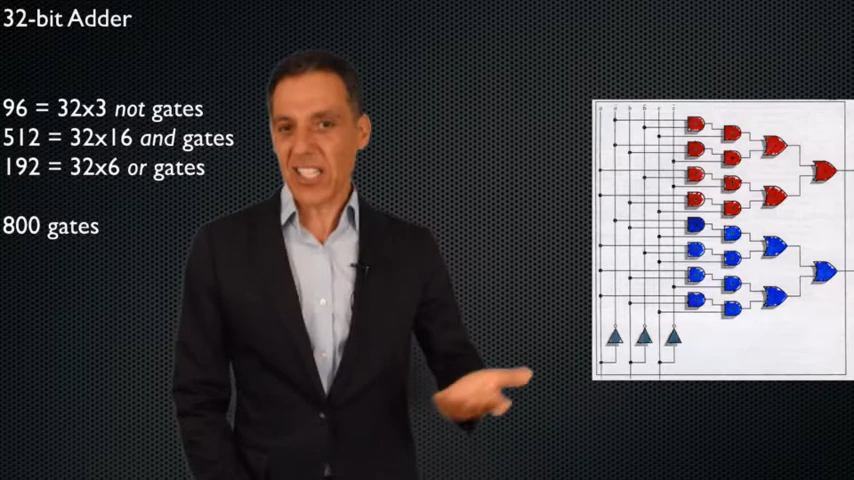 32-bit Adder
96 = 32x3 not gates
512 = 32x16 and gates
192 = 32x6 or gates
800 gates